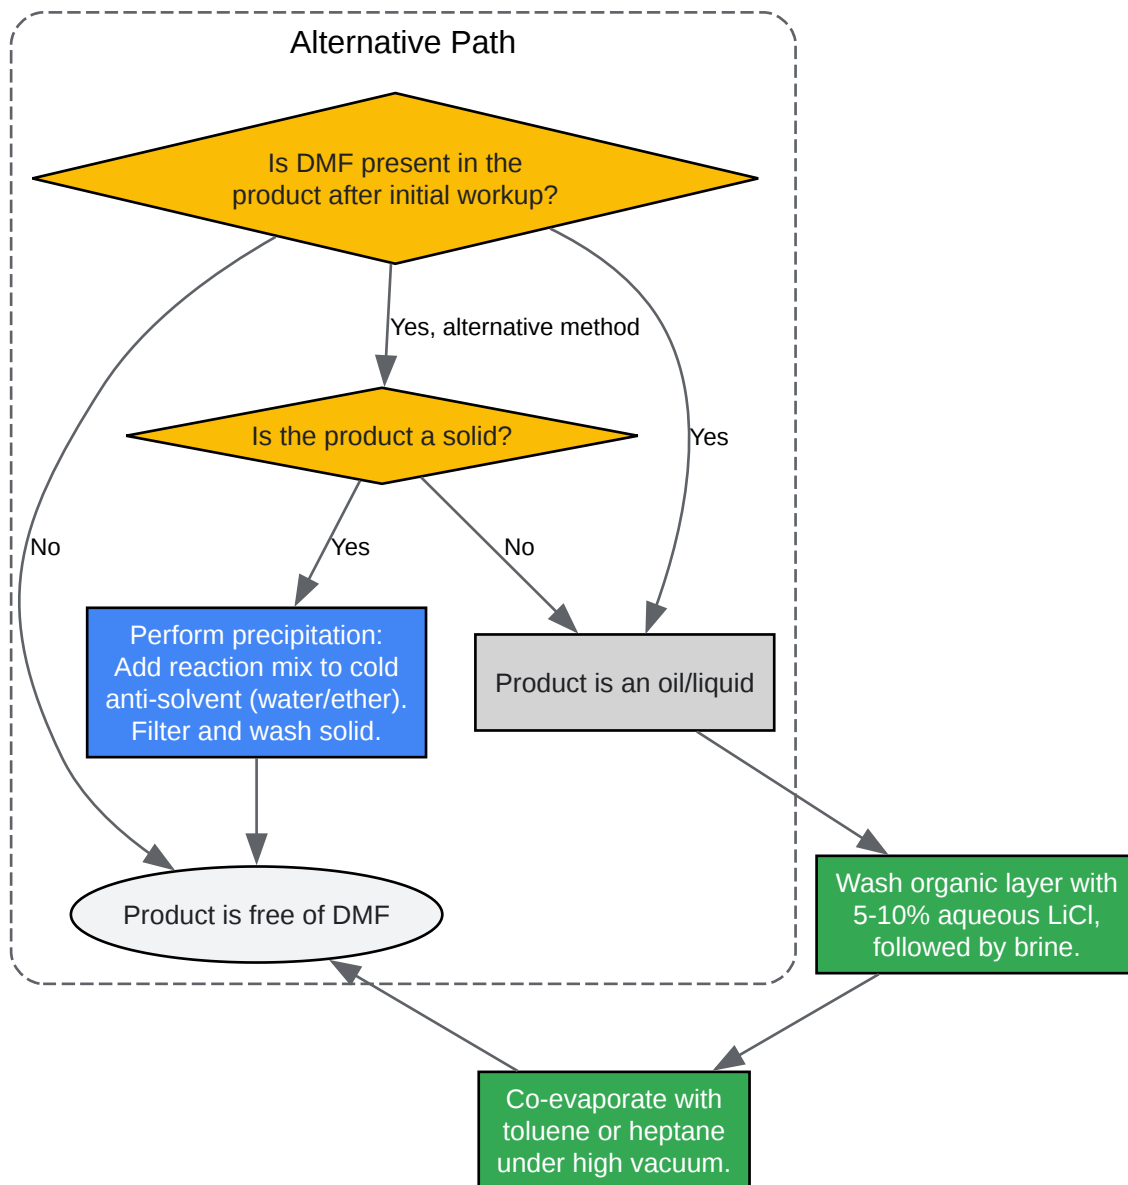 Alternative Path
Is DMF present in the
product after initial workup?
Yes, alternative method
Is the product a solid?
Yes
No
Yes
No
Perform precipitation:
Add reaction mix to cold
anti-solvent (water/ether).
Filter and wash solid.
Product is an oil/liquid
Wash organic layer with
5-10% aqueous LiCl,
followed by brine.
Product is free of DMF
Co-evaporate with
toluene or heptane
under high vacuum.